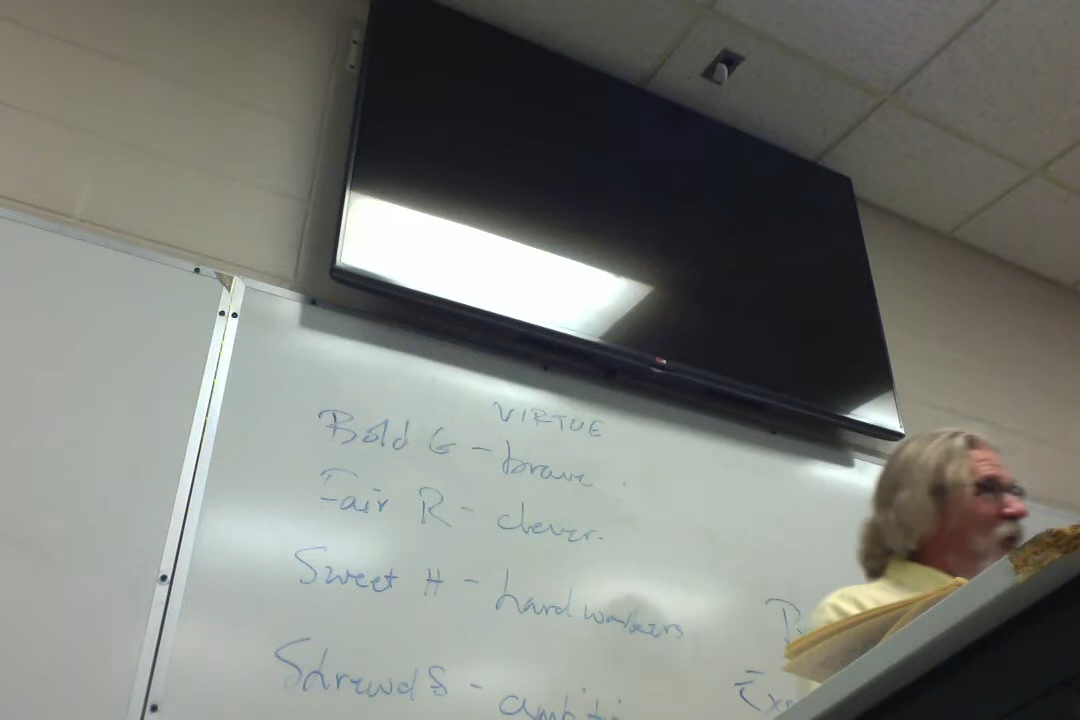 VIRTUE
Bold G - brave.
Fair R - clever.
Sweet H - hardworkers
Shrewd S -